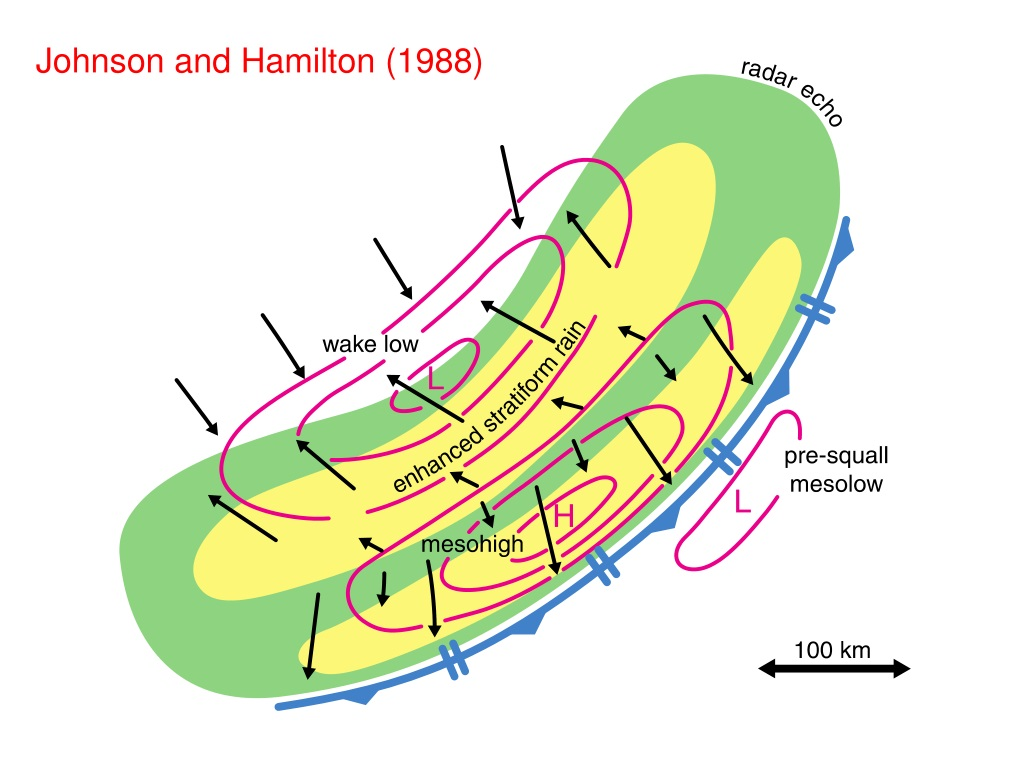 Johnson and Hamilton (1988)
radar echo
wake low
L
enhanced stratiform rain
pre-squall
mesolow
L
H
mesohigh
100 km